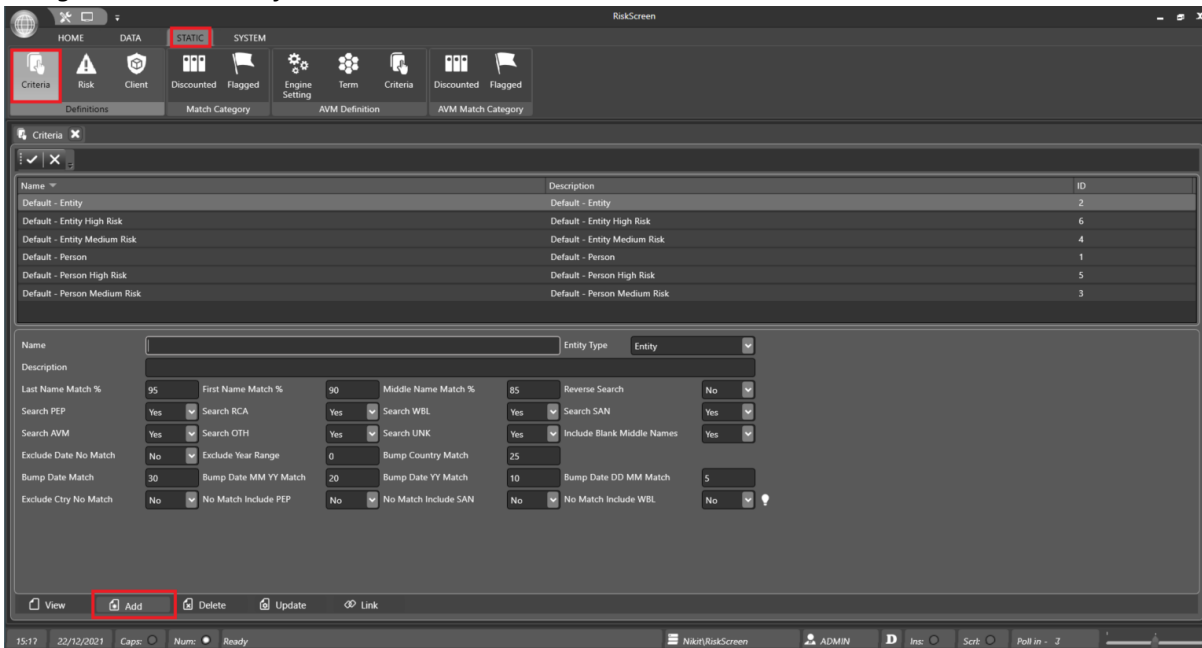 RiskScreen
HOME DATA STATIC SYSTEM
Criteria Risk Client Discounted Flagged Engine Setting Term Criteria Discounted Flagged
Definitions Match Category AVM Definition AVM Match Category
Criteria
Name Description ID
Default - Entity Default - Entity 2
Default - Entity High Risk Default - Entity High Risk 6
Default - Entity Medium Risk Default - Entity Medium Risk 4
Default - Person Default - Person 1
Default - Person High Risk Default - Person High Risk 5
Default - Person Medium Risk Default - Person Medium Risk 3
Name Entity Type Entity
Description
Last Name Match % 95 First Name Match % 90 Middle Name Match % 85 Reverse Search No
Search PEP Yes Search RCA Yes Search WBL Yes Search SAN Yes
Search AVM Yes Search OTH Yes Search UNK Yes Include Blank Middle Names Yes
Exclude Date No Match No Exclude Year Range 0 Bump Country Match 25
Bump Date Match 30 Bump Date MM YY Match 20 Bump Date YY Match 10 Bump Date DD MM Match 5
Exclude Ctry No Match No No Match Include PEP No No Match Include SAN No No Match Include WBL No
View Add Delete Update Link
15:17 22/12/2021 Caps: Num: Ready Nikit\RiskScreen ADMIN D Ins: Scrl: Poll in - 3